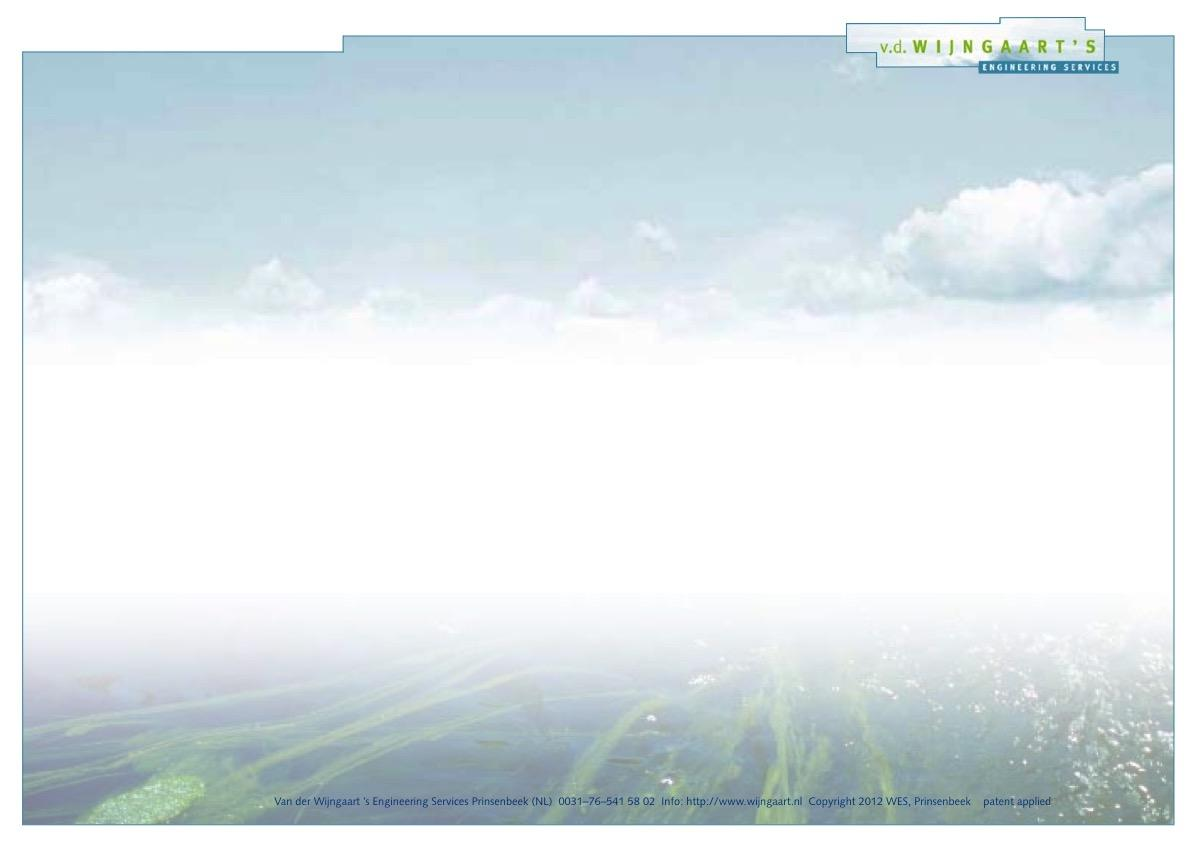 v.d. WIJNGAART'S
ENGINEERING SERVICES
Van der Wijngaart 's Engineering Services Prinsenbeek (NL) 0031–76–541 58 02 Info: http://www.wijngaart.nl Copyright 2012 WES, Prinsenbeek patent applied